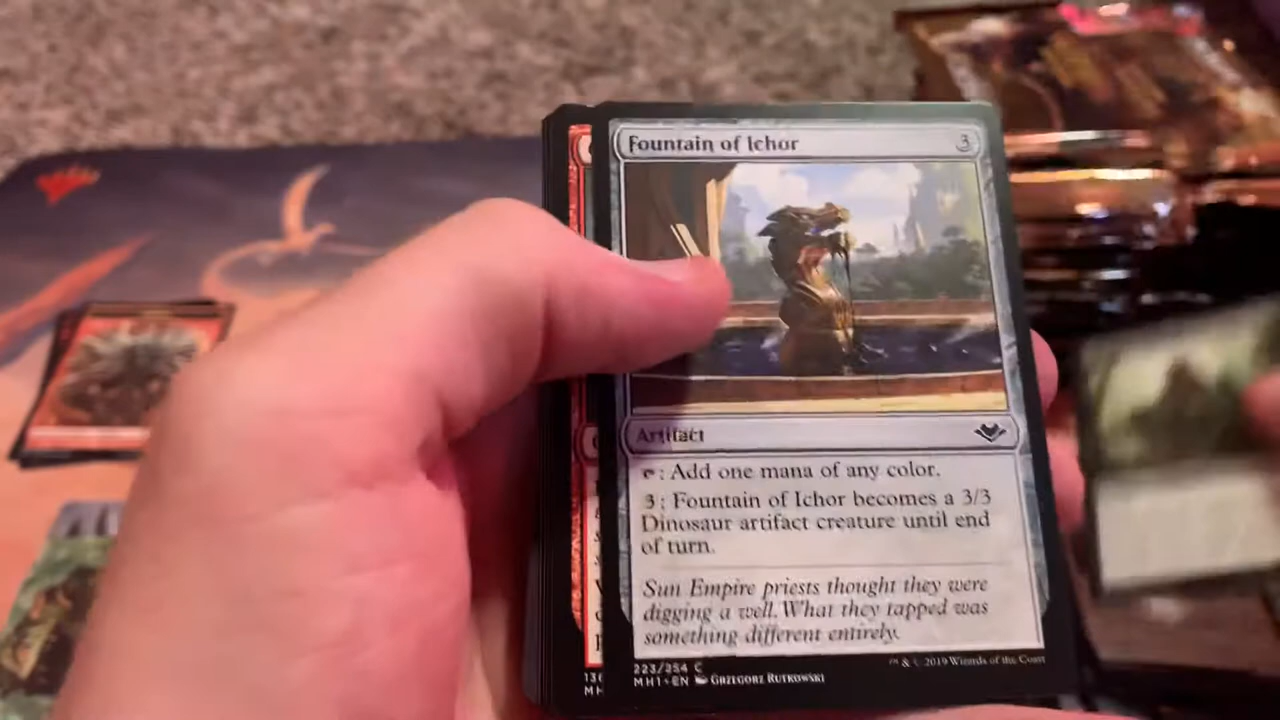 Fountain of Ichor 3
Artifact
: Add one mana of any color.
3: Fountain of Ichor becomes a 3/3
Dinosaur artifact creature until end
of turn.
Sun Empire priests thought they were
digging a well. What they tapped was
something different entirely.
223/254 C
MH1 • EN GRZEGORZ RUTKOWSKI
™ & © 2019 Wizards of the Coast
136
MH